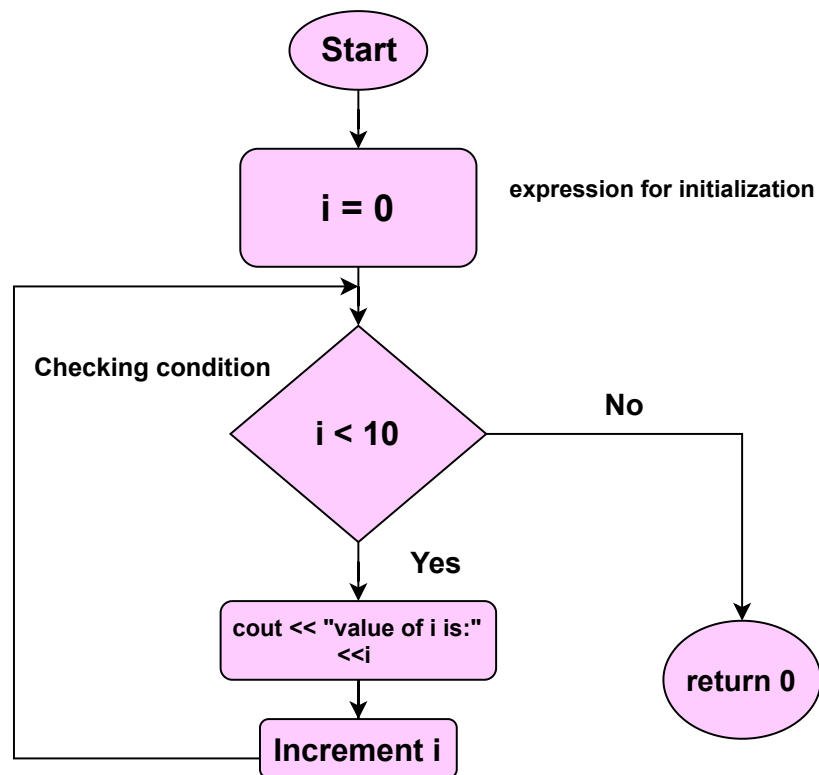 Start
i = 0
expression for initialization
Checking condition
i < 10
No
Yes
cout << "value of i is:"
<<i
return 0
Increment i